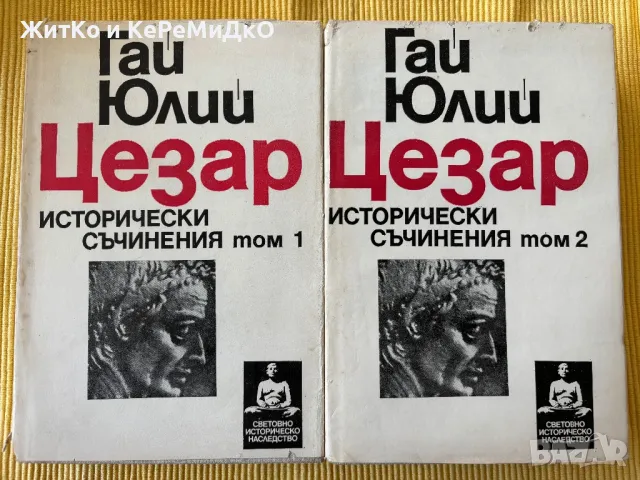 ЖитКо и КеРемиДкО
Гай
Юлий
Цезар
ИСТОРИЧЕСКИ
СЪЧИНЕНИЯ том 1
СВЕТОВНО
ИСТОРИЧЕСКО
НАСЛЕДСТВО
Гай
Юлий
Цезар
ИСТОРИЧЕСКИ
СЪЧИНЕНИЯ том 2
СВЕТОВНО
ИСТОРИЧЕСКО
НАСЛЕДСТВО
BAZAR